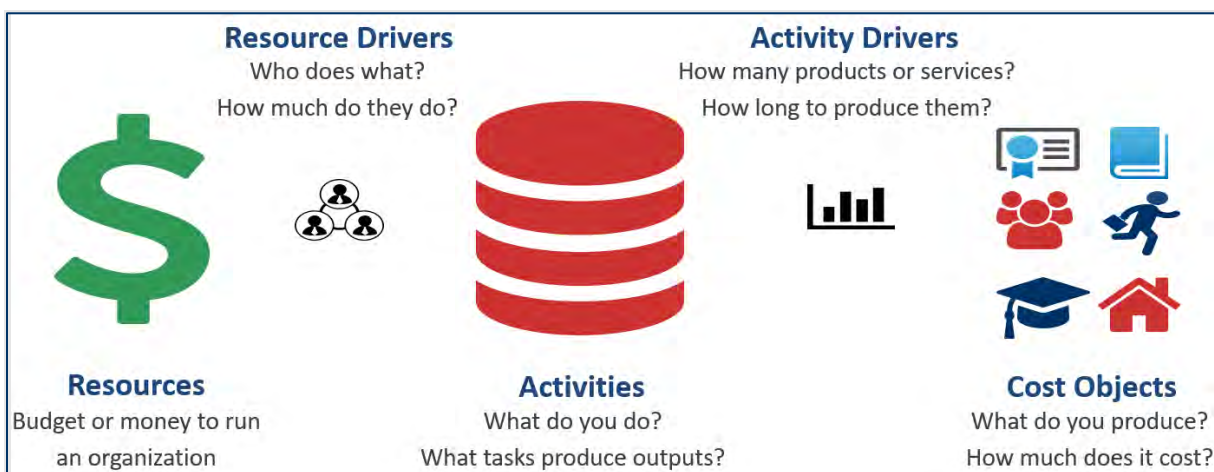 Resource Drivers
Who does what?
How much do they do?
Activity Drivers
How many products or services?
How long to produce them?
Resources
Budget or money to run
an organization
Activities
What do you do?
What tasks produce outputs?
Cost Objects
What do you produce?
How much does it cost?